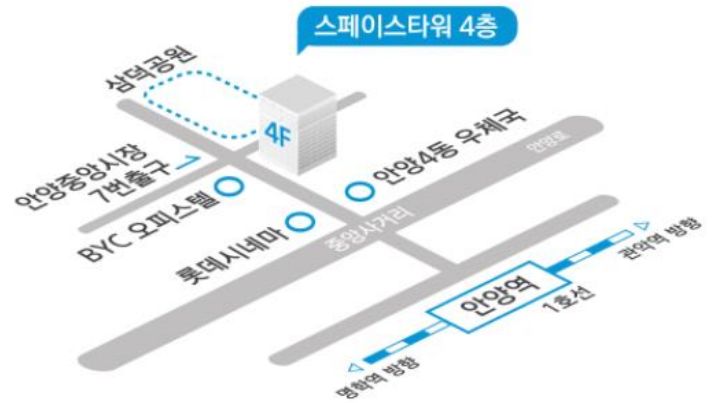 스페이스타워 4층
삼덕공원
4F
안양4동 우체국
안양로
안양중앙시장
7번출구
BYC 오피스텔
롯데시네마
중앙사거리
관악역 방향
안양역
1호선
명학역 방향